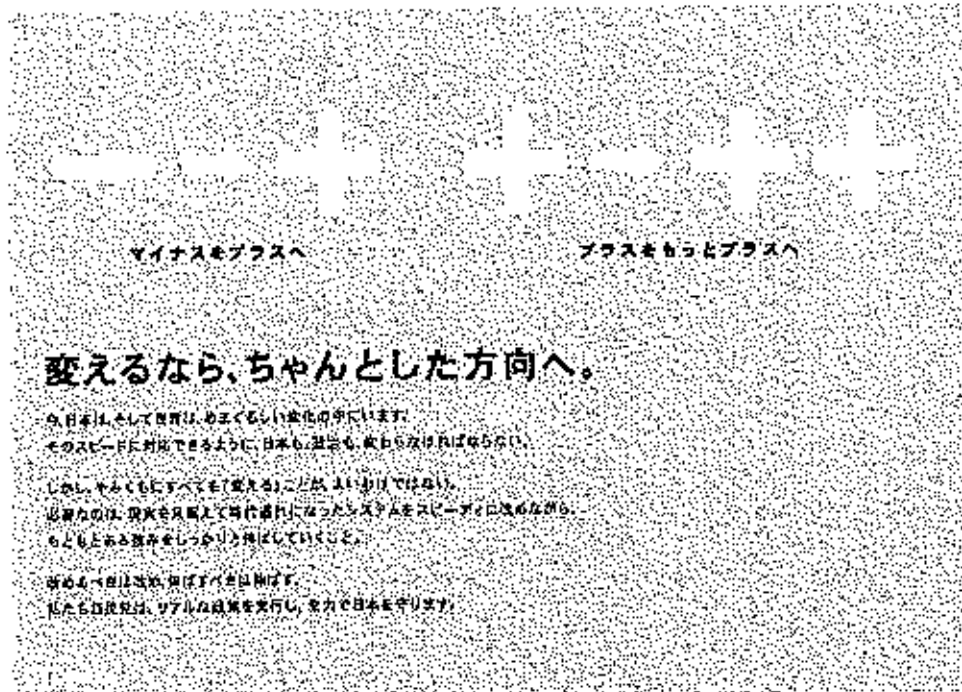 マイナスをプラスへ
プラスをもっとプラスへ
変えるなら、ちゃんとした方向へ。
今、日本は、そして世界は、めまぐるしい変化の中にいます。
そのスピードに対応できるように、日本も、変わらなければならない。
しかし、やみくもにすべてを「変える」ことが、よいわけではない。
必要なのは、現実を見据えて時代遅れになったシステムをスピーディに改めながら、
もともとある強みをしっかりと伸ばしていくこと。
改めるべきは改め、伸ばすべきは伸ばす。
私たち自民党は、リアルな政策を実行し、全力で日本を守ります。